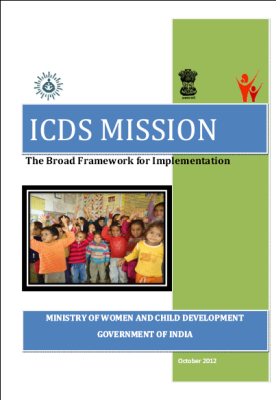 ICDS MISSION
The Broad Framework for Implementation
MINISTRY OF WOMEN AND CHILD DEVELOPMENT
GOVERNMENT OF INDIA
October 2012